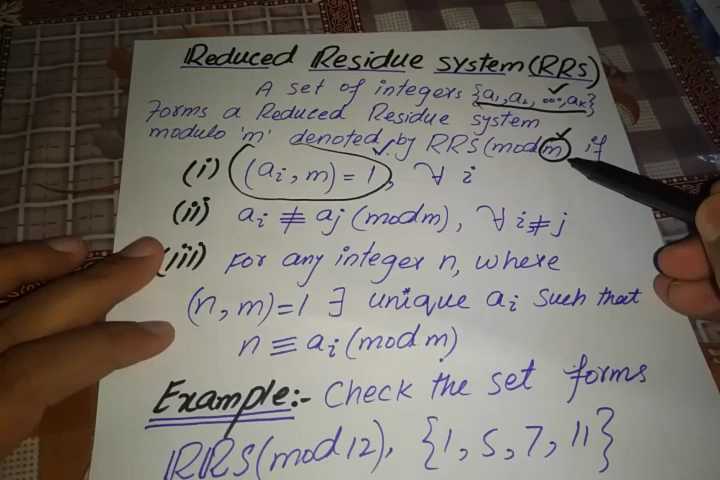 Reduced Residue system (RRs)
A set of integers {a₁, a₂, ∞∘, aₖ}
Forms a Reduced Residue system
modulo 'm' denoted by RRS (mod m) if
(i) (aᵢ, m) = 1, ∀ i
(ii) aᵢ ≢ aⱼ (mod m), ∀ i ≠ j
(iii) For any integer n, where
(n, m) = 1 ∃ unique aᵢ such that
n ≡ aᵢ (mod m)
Example:- Check the set forms
RRS (mod 12), {1, 5, 7, 11}